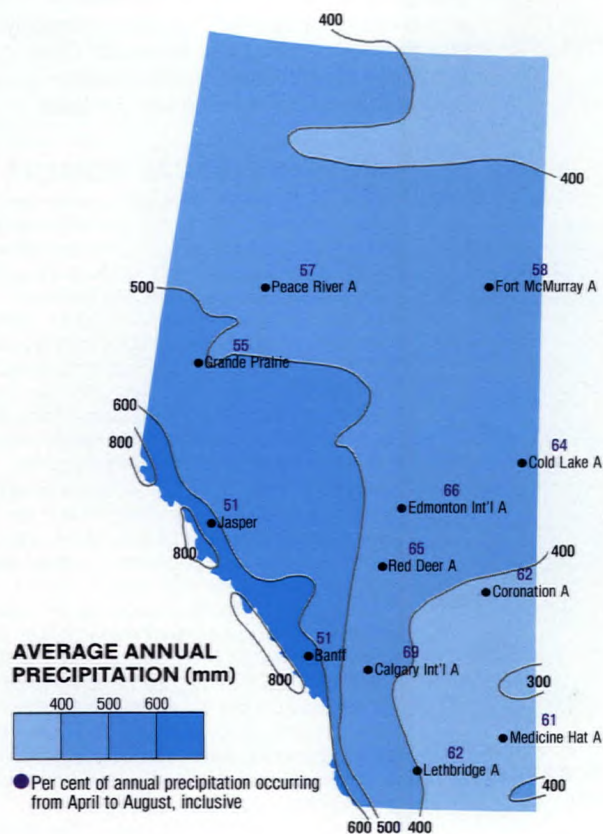 400
400
57
58
500
Peace River A
Fort McMurray A
55
Grande Prairie
600
800
64
Cold Lake A
66
Edmonton Int'l A
51
Jasper
800
65
Red Deer A
400
62
Coronation A
51
Banff
69
Calgary Int'l A
800
300
AVERAGE ANNUAL
PRECIPITATION (mm)
400 500 600
61
Medicine Hat A
62
Lethbridge A
400
Per cent of annual precipitation occurring
from April to August, inclusive
600 500 400